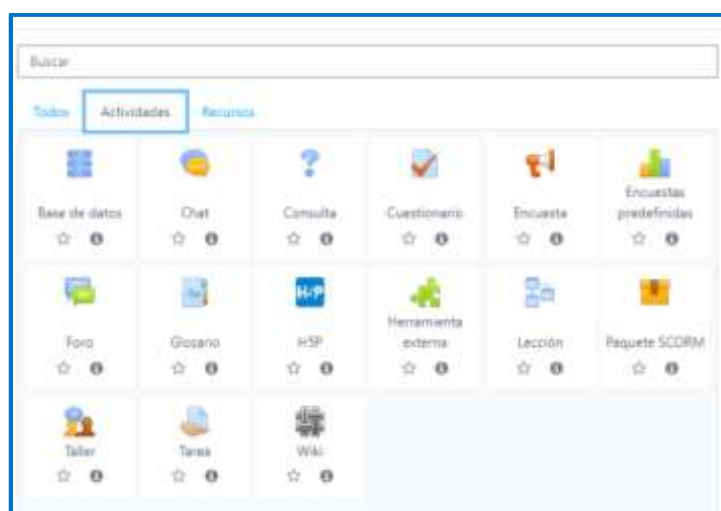 Buscar
Todos Actividades Recursos
Base de datos Chat Consulta Cuestionario Encuesta Encuestas predefinidas
Foro Glosario H5P Herramienta externa Lección Paquete SCORM
Taller Tarea Wiki